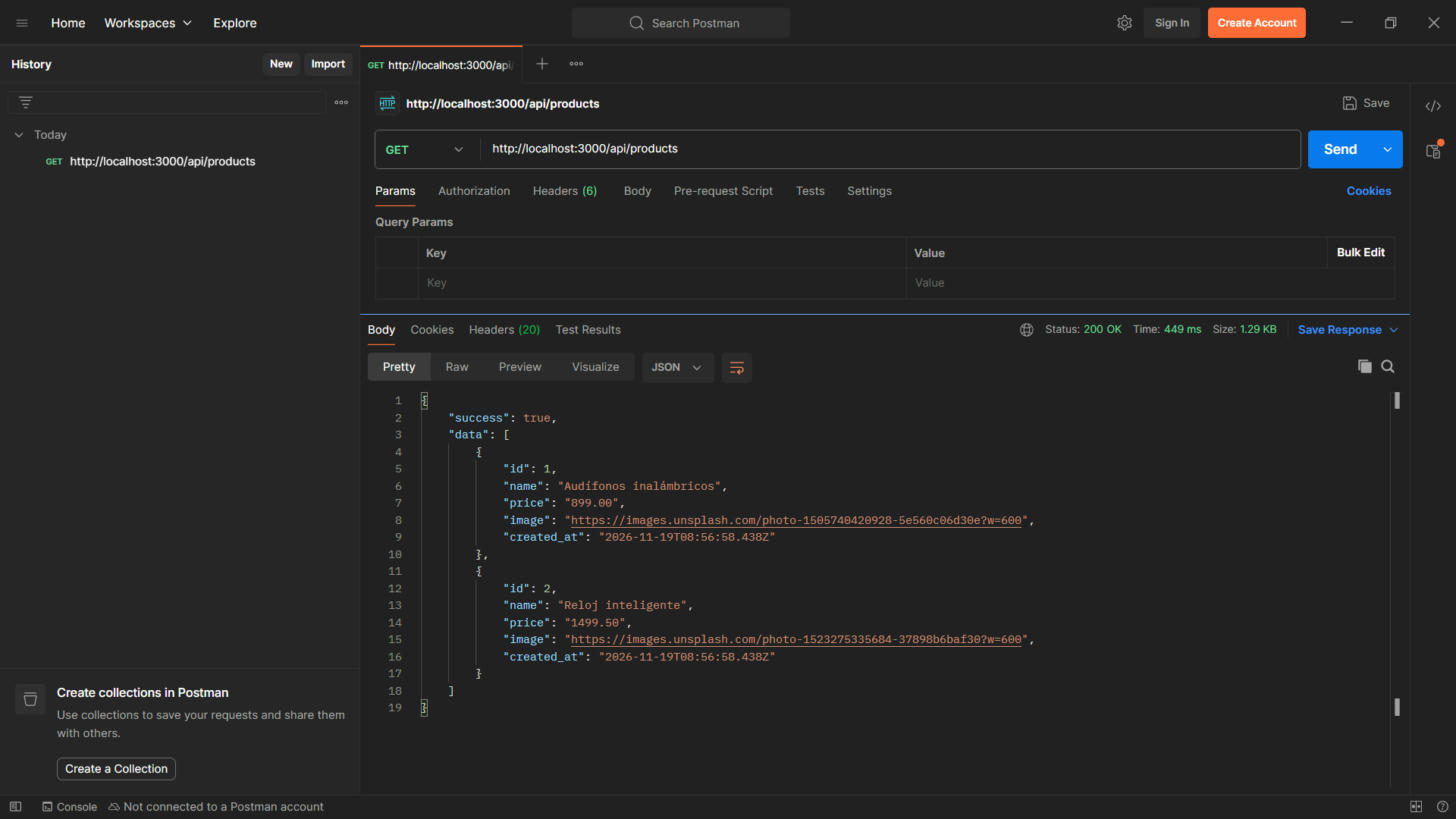 Home Workspaces Explore Search Postman Sign In Create Account
History New Import
GET http://localhost:3000/api/
HTTP http://localhost:3000/api/products Save
Today
GET http://localhost:3000/api/products
GET http://localhost:3000/api/products Send
Params Authorization Headers (6) Body Pre-request Script Tests Settings Cookies
Query Params
Key Value Bulk Edit
Key Value
Body Cookies Headers (20) Test Results Status: 200 OK Time: 449 ms Size: 1.29 KB Save Response
Pretty Raw Preview Visualize JSON
1 {
2 "success": true,
3 "data": [
4 {
5 "id": 1,
6 "name": "Audífonos inalámbricos",
7 "price": "899.00",
8 "image": "https://images.unsplash.com/photo-1505740420928-5e560c06d30e?w=600",
9 "created_at": "2026-11-19T08:56:58.438Z"
10 },
11 {
12 "id": 2,
13 "name": "Reloj inteligente",
14 "price": "1499.50",
15 "image": "https://images.unsplash.com/photo-1523275335684-37898b6baf30?w=600",
16 "created_at": "2026-11-19T08:56:58.438Z"
17 }
18 ]
19 }
Create collections in Postman
Use collections to save your requests and share them
with others.
Create a Collection
Console Not connected to a Postman account